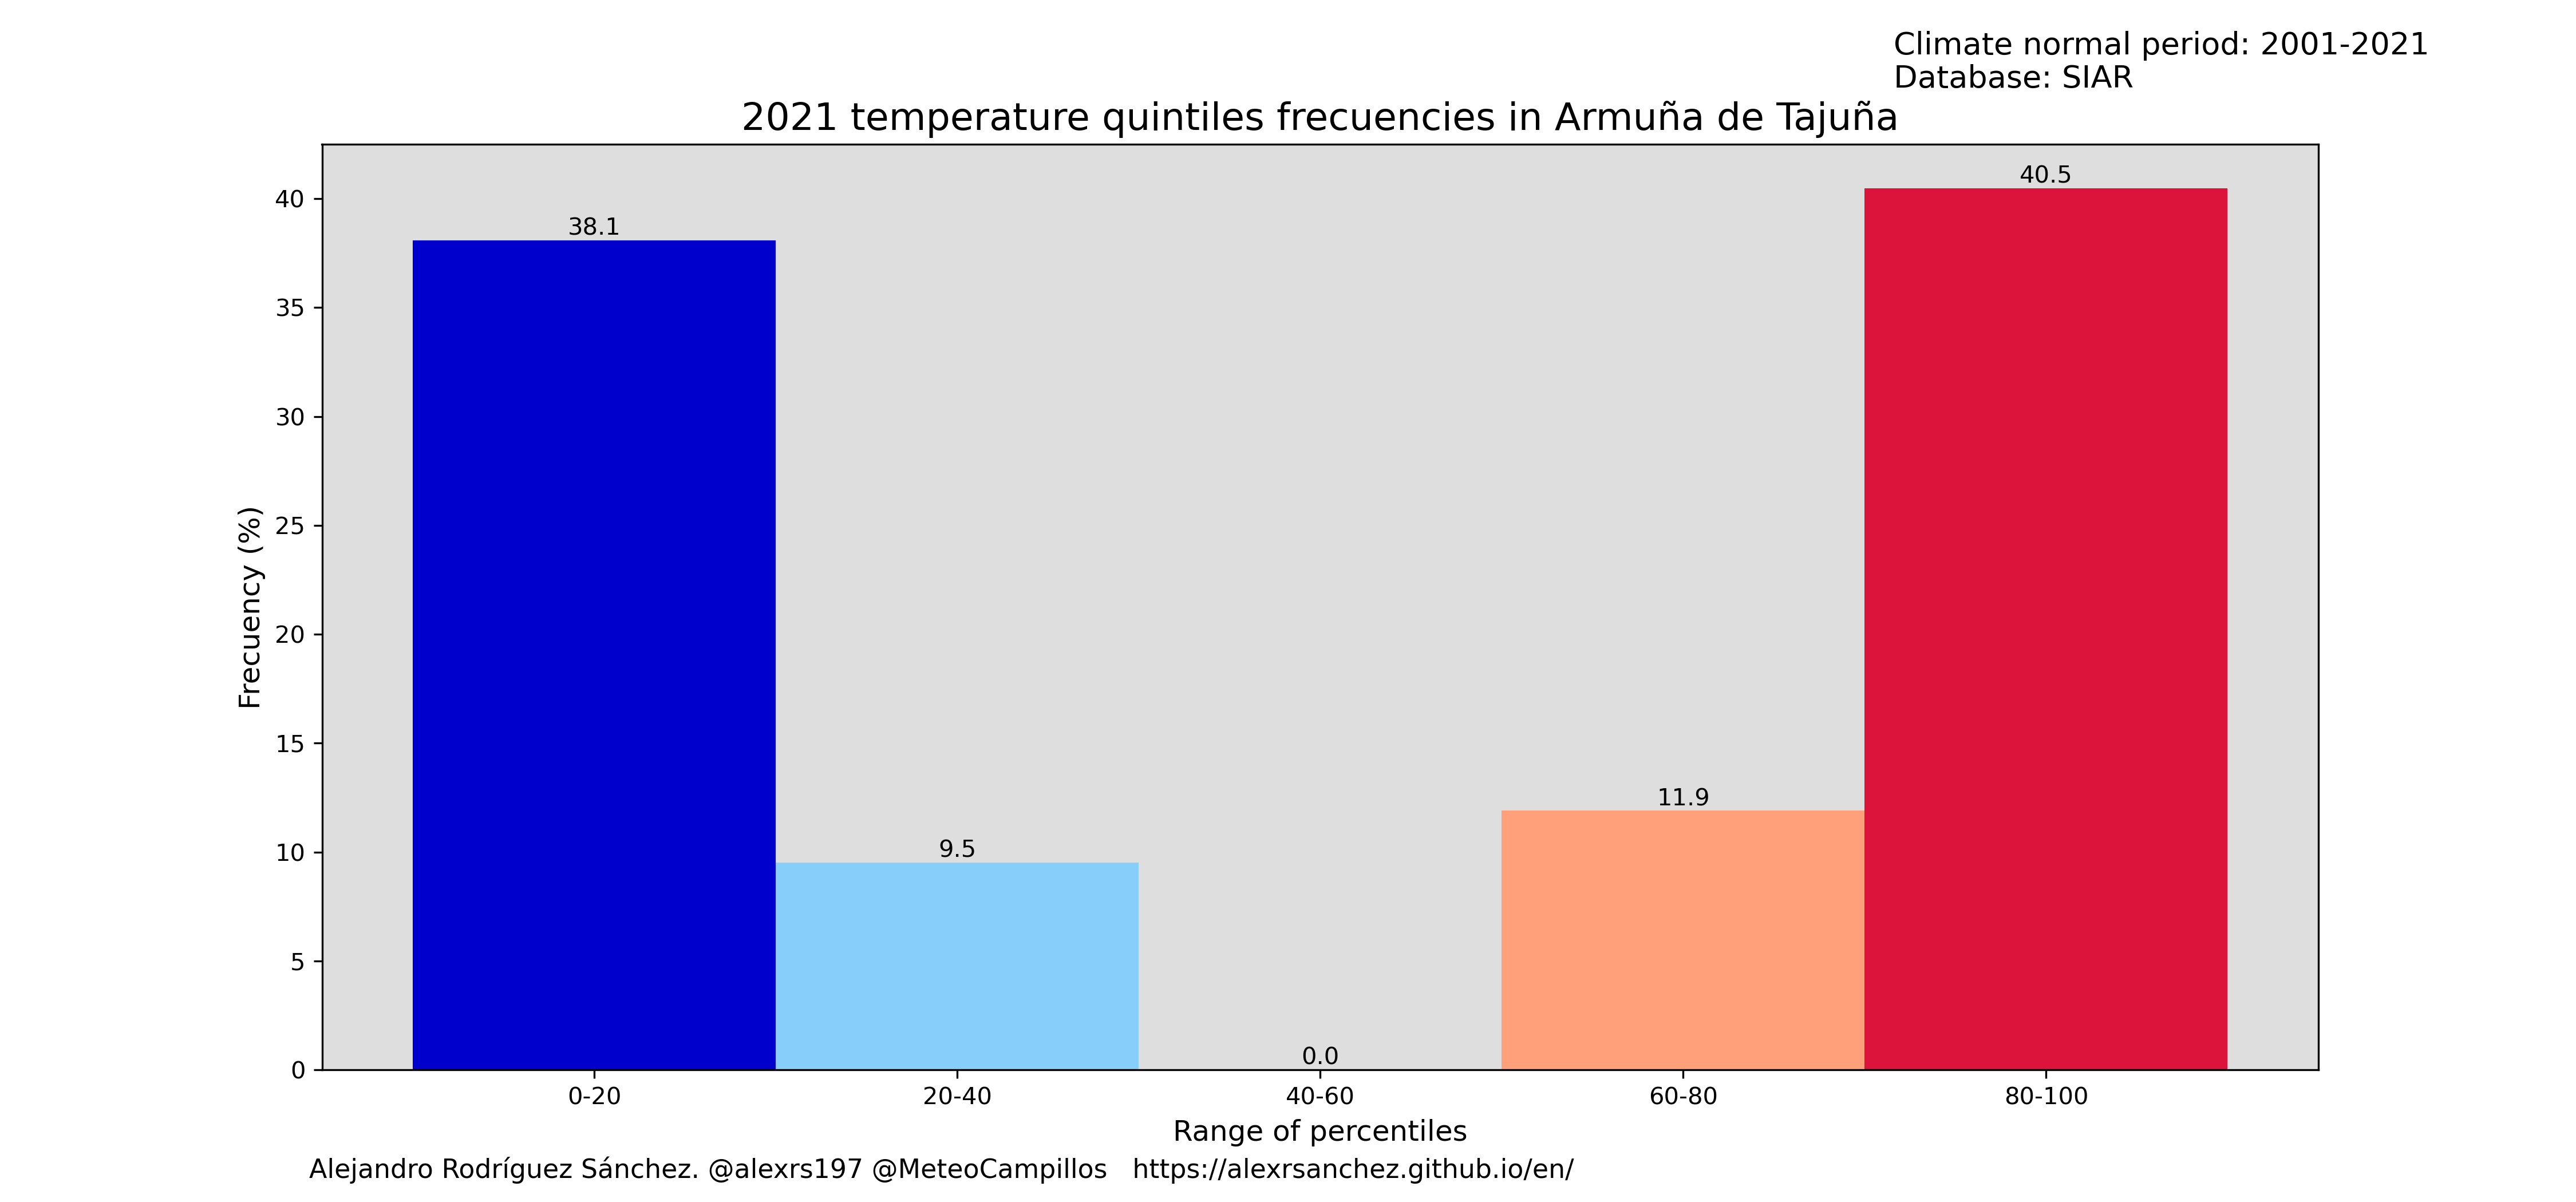 Climate normal period: 2001-2021
Database: SIAR
2021 temperature quintiles frecuencies in Armuña de Tajuña
40.5
38.1
11.9
9.5
0.0
40
35
30
25
20
15
10
5
0
Frecuency (%)
0-20 20-40 40-60 60-80 80-100
Range of percentiles
Alejandro Rodríguez Sánchez. @alexrs197 @MeteoCampillos https://alexrsanchez.github.io/en/